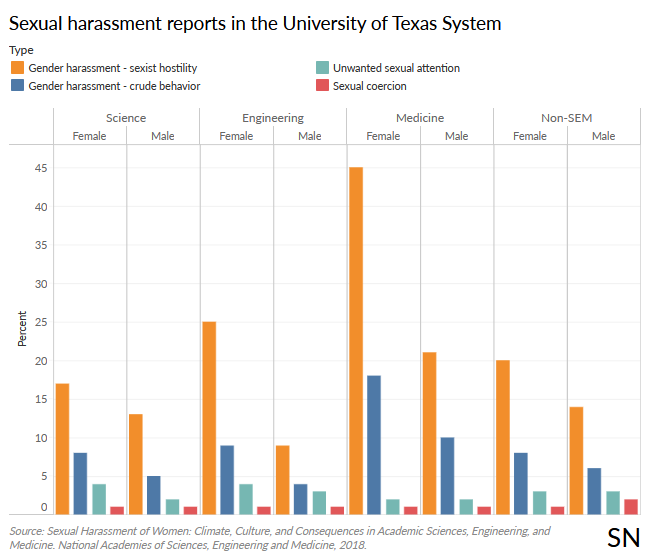 Sexual harassment reports in the University of Texas System
Type
Gender harassment - sexist hostility
Unwanted sexual attention
Gender harassment - crude behavior
Sexual coercion
Science Engineering Medicine Non-SEM
Female Male Female Male Female Male Female Male
45
40
35
30
25
20
15
10
5
0
Percent
Source: Sexual Harassment of Women: Climate, Culture, and Consequences in Academic Sciences, Engineering, and
Medicine. National Academies of Sciences, Engineering and Medicine, 2018.
SN